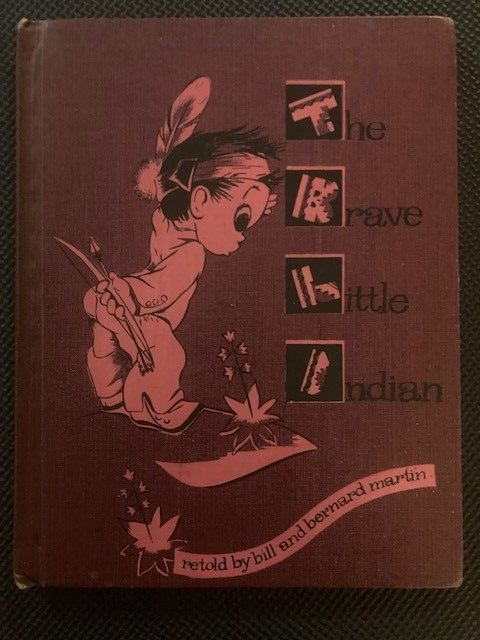 The
Brave
Little
Indian
retold by bill and bernard martin.